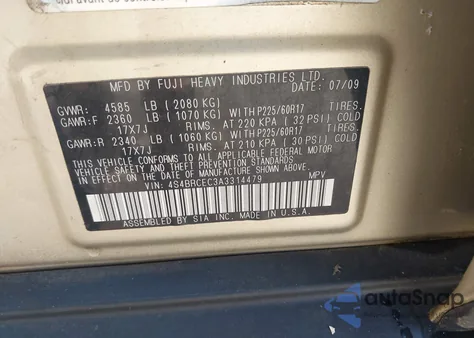 MFD BY FUJI HEAVY INDUSTRIES LTD.
DATE: 07/09
GVWR: 4585 LB (2080 KG)
GAWR:F 2360 LB (1070 KG) WITH P225/60R17 TIRES.
17X7J RIMS. AT 220 KPA (32 PSI) COLD
GAWR:R 2340 LB (1060 KG) WITH P225/60R17 TIRES.
17X7J RIMS. AT 210 KPA (30 PSI) COLD
THIS VEHICLE CONFORMS TO ALL APPLICABLE FEDERAL MOTOR
VEHICLE SAFETY AND THEFT PREVENTION STANDARDS IN EFFECT
ON THE DATE OF MANUFACTURE SHOWN ABOVE.
VIN: 4S4BRCEC3A3314479 MPV
ASSEMBLED BY SIA INC. MADE IN U.S.A.
autoSnap